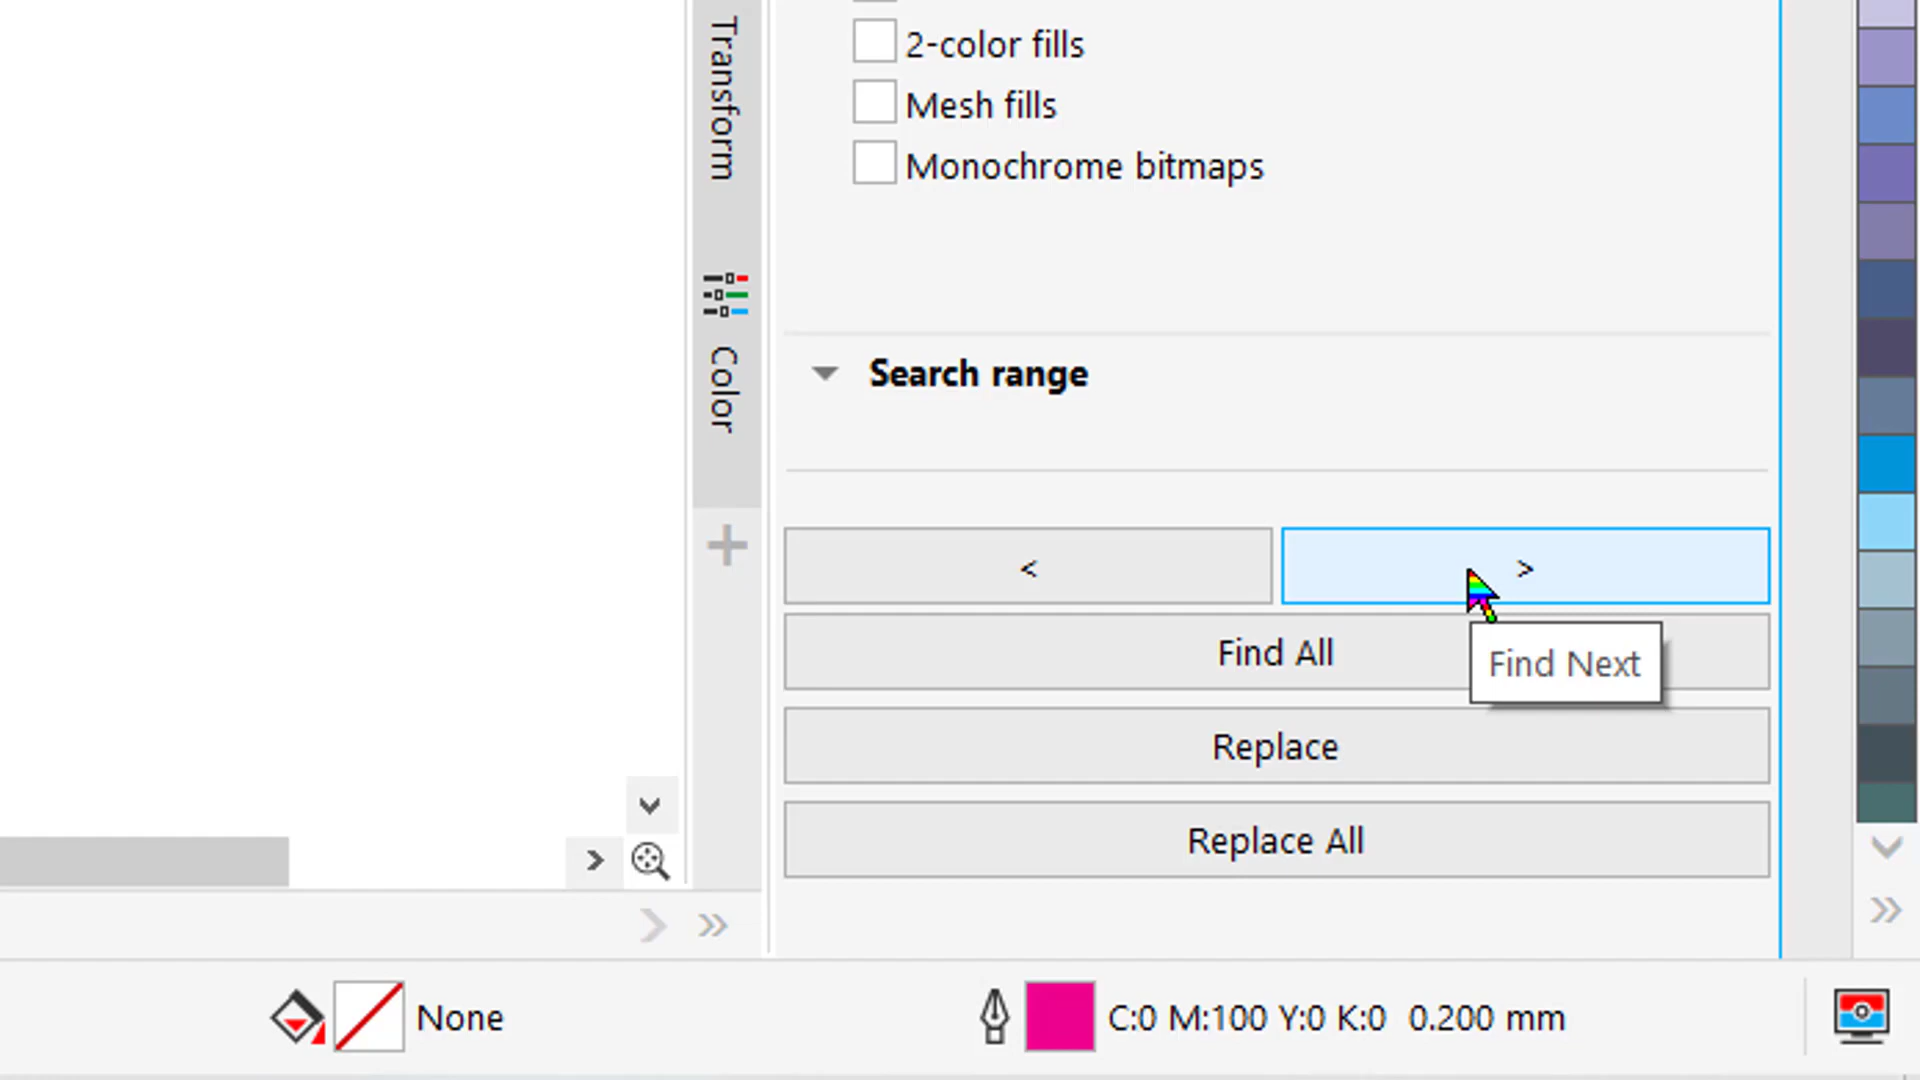 Transform
Color
2-color fills
Mesh fills
Monochrome bitmaps
Search range
< >
Find All
Find Next
Replace
Replace All
None
C:0 M:100 Y:0 K:0 0.200 mm